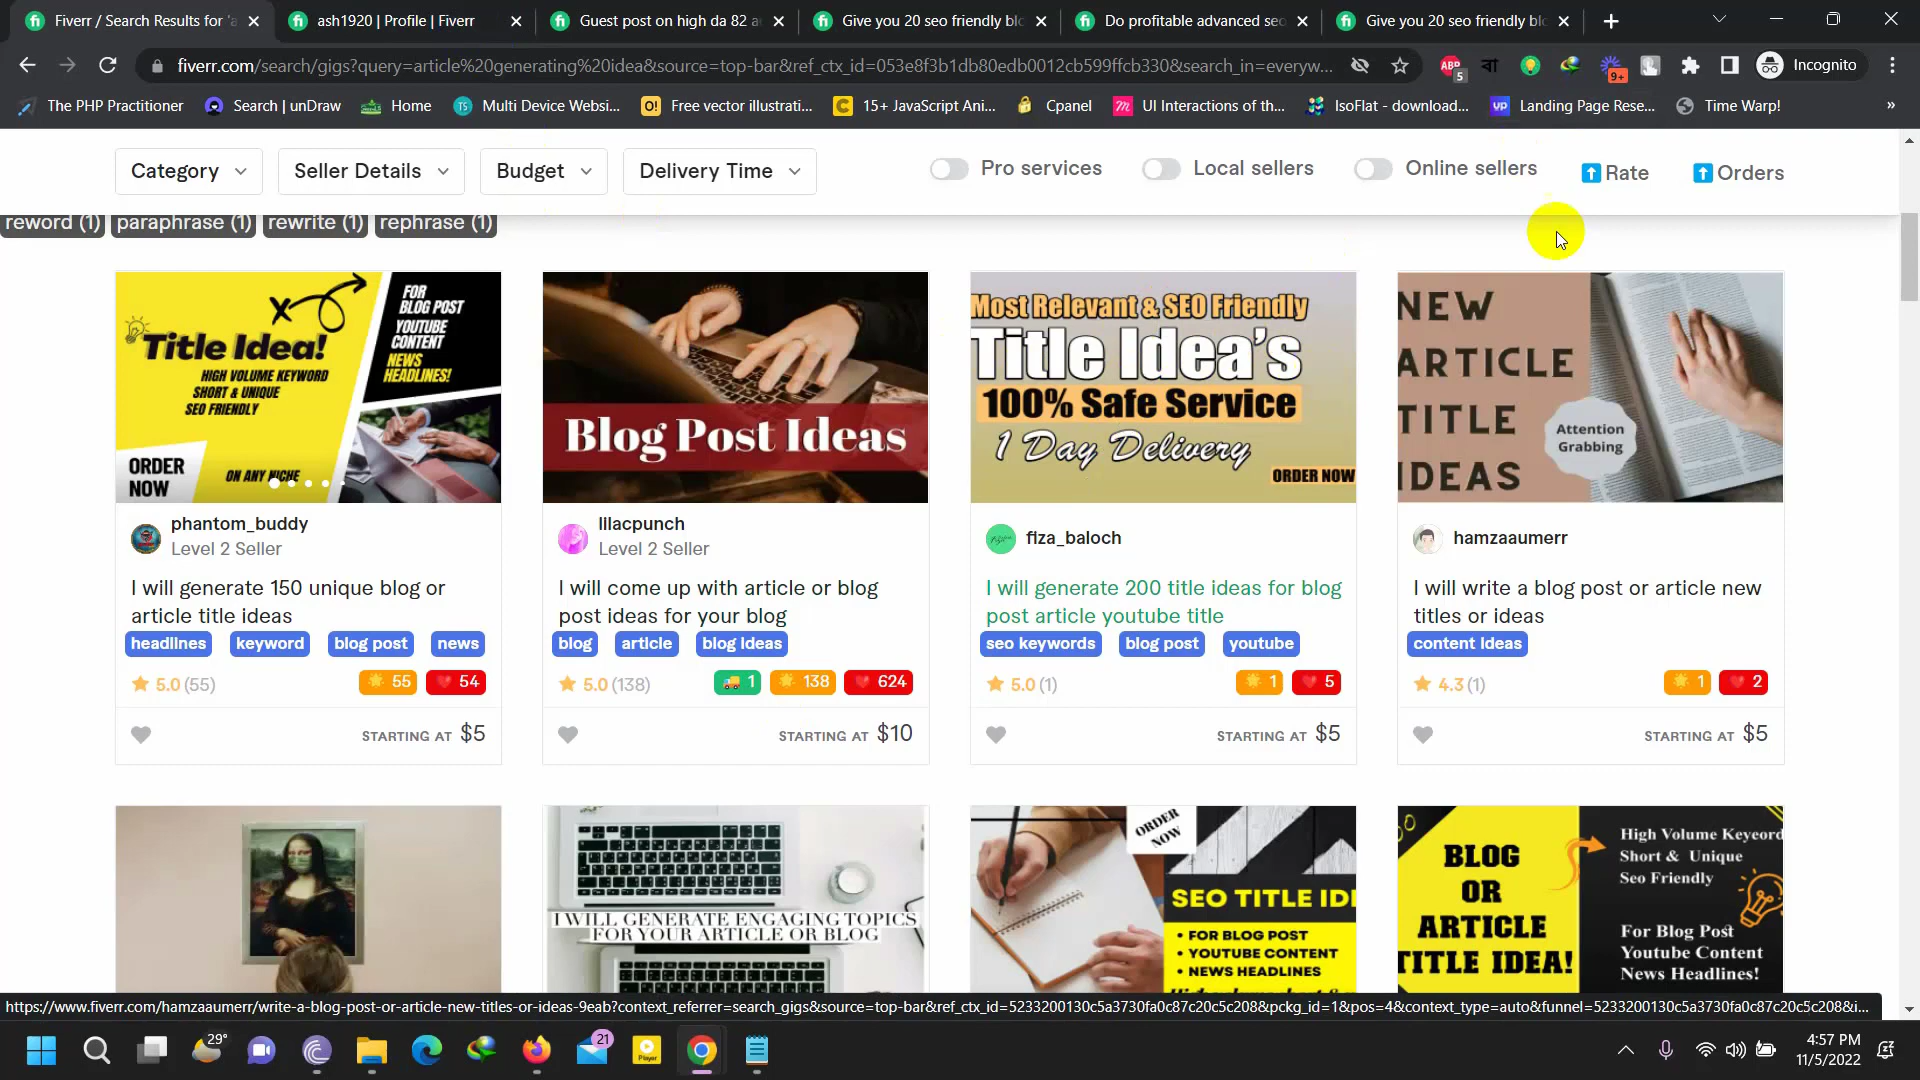 Fiverr / Search Results for 'a
ash1920 | Profile | Fiverr
Guest post on high da 82 a
Give you 20 seo friendly blo
Do profitable advanced seo
Give you 20 seo friendly blo
fiverr.com/search/gigs?query=article%20generating%20idea&source=top-bar&ref_ctx_id=053e8f3b1db80edb0012cb599ffcb330&search_in=everyw...
ABP
5
বা
9+
Incognito
The PHP Practitioner
Search | unDraw
Home
TS
Multi Device Websi...
O!
Free vector illustrati...
C
15+ JavaScript Ani...
Cpanel
m
UI Interactions of th...
IsoFlat - download...
UP
Landing Page Rese...
Time Warp!
»
Category
Seller Details
Budget
Delivery Time
Pro services
Local sellers
Online sellers
Rate
Orders
reword (1)
paraphrase (1)
rewrite (1)
rephrase (1)
Title Idea!
HIGH VOLUME KEYWORD
SHORT & UNIQUE
SEO FRIENDLY
FOR
BLOG POST
YOUTUBE
CONTENT
NEWS
HEADLINES!
ORDER
NOW
ON ANY NICHE
phantom_buddy
Level 2 Seller
I will generate 150 unique blog or
article title ideas
headlines
keyword
blog post
news
5.0 (55)
55
54
STARTING AT $5
Blog Post Ideas
lilacpunch
Level 2 Seller
I will come up with article or blog
post ideas for your blog
blog
article
blog ideas
5.0 (138)
1
138
624
STARTING AT $10
Most Relevant & SEO Friendly
Title Idea's
100% Safe Service
1 Day Delivery
ORDER NOW
fiza_baloch
I will generate 200 title ideas for blog
post article youtube title
seo keywords
blog post
youtube
5.0 (1)
1
5
STARTING AT $5
NEW
ARTICLE
TITLE
IDEAS
Attention
Grabbing
hamzaaumerr
I will write a blog post or article new
titles or ideas
content ideas
4.3 (1)
1
2
STARTING AT $5
I WILL GENERATE ENGAGING TOPICS
FOR YOUR ARTICLE OR BLOG
ORDER
NOW
SEO TITLE IDE
• FOR BLOG POST
• YOUTUBE CONTENT
• NEWS HEADLINES
BLOG
OR
ARTICLE
TITLE IDEA!
High Volume Keyeord
Short & Unique
Seo Friendly
For Blog Post
Youtube Content
News Headlines!
https://www.fiverr.com/hamzaaumerr/write-a-blog-post-or-article-new-titles-or-ideas-9eab?context_referrer=search_gigs&source=top-bar&ref_ctx_id=5233200130c5a3730fa0c87c20c5c208&pckg_id=1&pos=4&context_type=auto&funnel=5233200130c5a3730fa0c87c20c5c208&i...
29°
21
Player
4:57 PM
11/5/2022